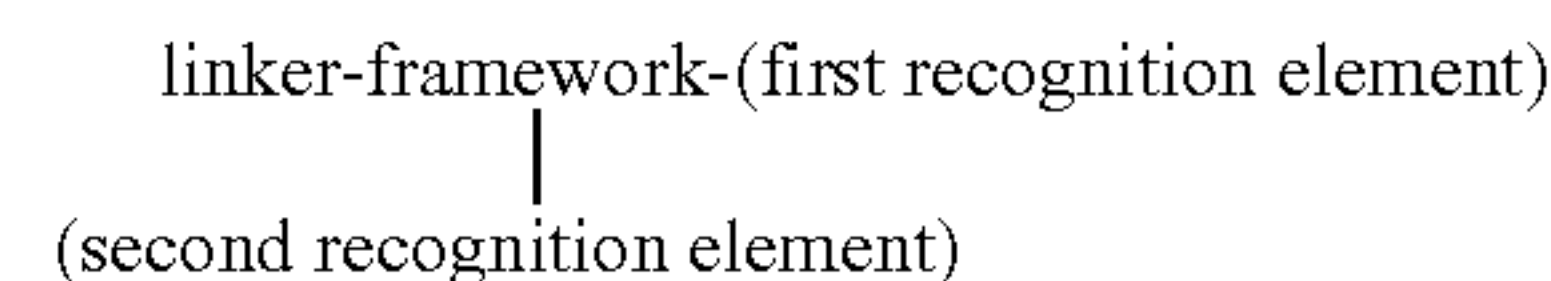 linker-framework-(first recognition element)
(second recognition element)